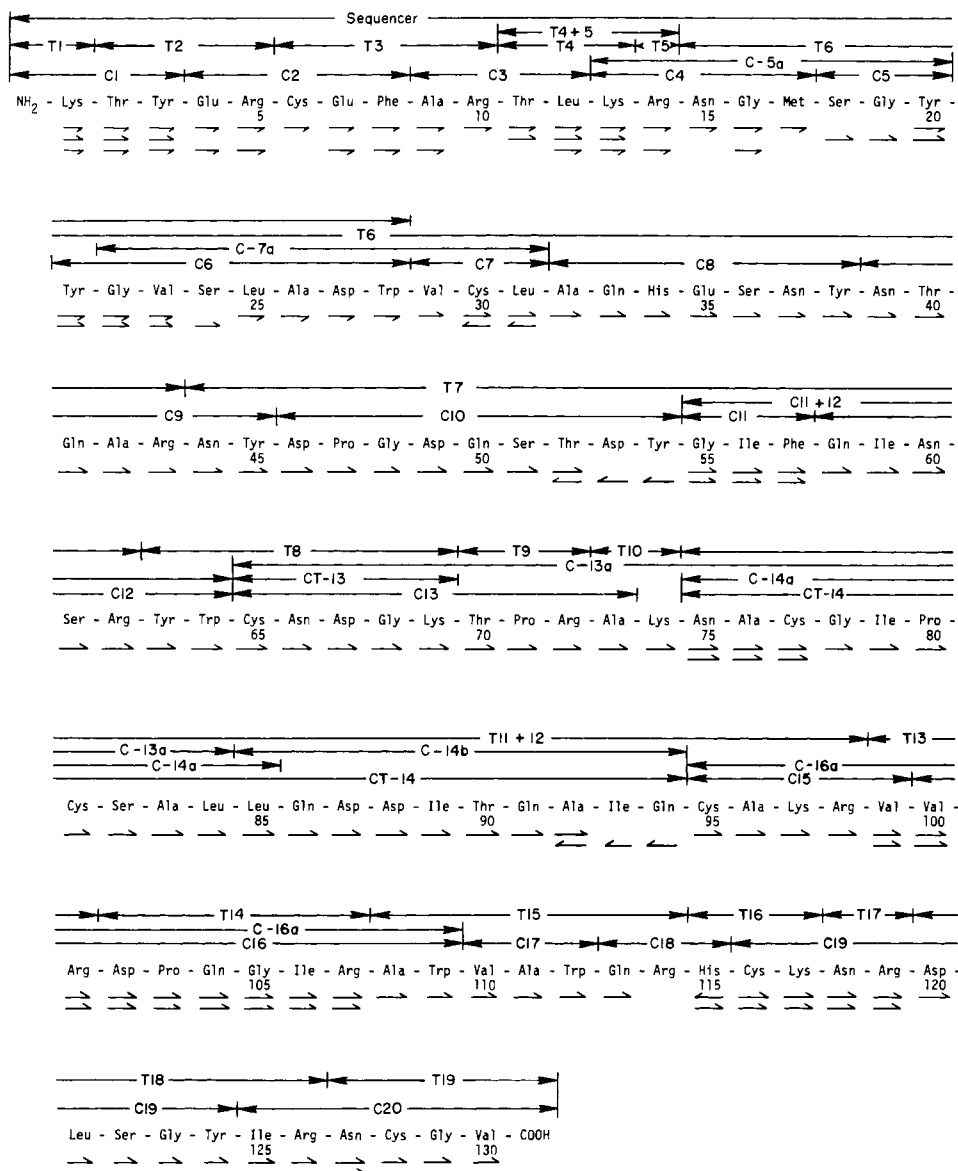 Sequencer
T4+5
T1 T2 T3 T4 T5 T6
C-5a
C1 C2 C3 C4 C5
NH2 - Lys - Thr - Tyr - Glu - Arg - Cys - Glu - Phe - Ala - Arg - Thr - Leu - Lys - Arg - Asn - Gly - Met - Ser - Gly - Tyr -
5 10 15 20
T6
C-7a
C6 C7 C8
Tyr - Gly - Val - Ser - Leu - Ala - Asp - Trp - Val - Cys - Leu - Ala - Gln - His - Glu - Ser - Asn - Tyr - Asn - Thr -
25 30 35 40
T7
C11+12
C9 C10 C11
Gln - Ala - Arg - Asn - Tyr - Asp - Pro - Gly - Asp - Gln - Ser - Thr - Asp - Tyr - Gly - Ile - Phe - Gln - Ile - Asn -
45 50 55 60
T8 T9 T10
C-13a
CT-13 C-14a
C12 C13 CT-14
Ser - Arg - Tyr - Trp - Cys - Asn - Asp - Gly - Lys - Thr - Pro - Arg - Ala - Lys - Asn - Ala - Cys - Gly - Ile - Pro -
65 70 75 80
T11+12 T13
C-13a C-14b
C-14a C-16a
CT-14 C15
Cys - Ser - Ala - Leu - Leu - Gln - Asp - Asp - Ile - Thr - Gln - Ala - Ile - Gln - Cys - Ala - Lys - Arg - Val - Val -
85 90 95 100
T14 T15 T16 T17
C-16a
C16 C17 C18 C19
Arg - Asp - Pro - Gln - Gly - Ile - Arg - Ala - Trp - Val - Ala - Trp - Gln - Arg - His - Cys - Lys - Asn - Arg - Asp -
105 110 115 120
T18 T19
C19 C20
Leu - Ser - Gly - Tyr - Ile - Arg - Asn - Cys - Gly - Val - COOH
125 130